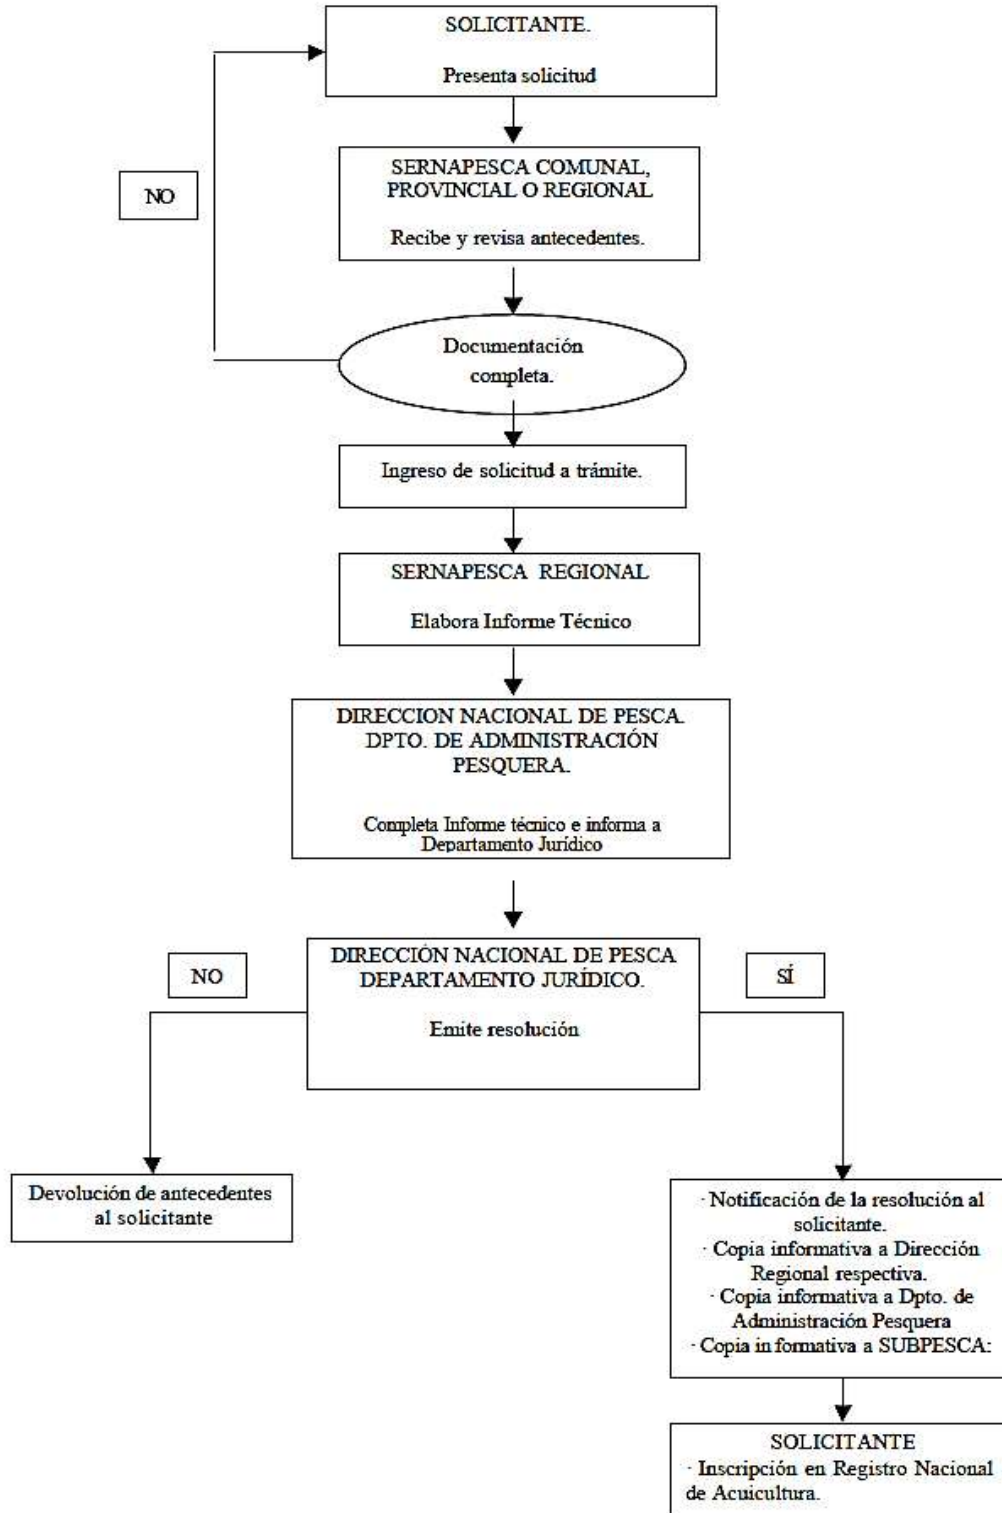 SOLICITANTE.
Presenta solicitud
NO
SERNAPESCA COMUNAL,
PROVINCIAL O REGIONAL
Recibe y revisa antecedentes.
Documentación
completa.
Ingreso de solicitud a trámite.
SERNAPESCA REGIONAL
Elabora Informe Técnico
DIRECCION NACIONAL DE PESCA.
DPTO. DE ADMINISTRACIÓN
PESQUERA.
Completa Informe técnico e informa a
Departamento Jurídico
NO
DIRECCIÓN NACIONAL DE PESCA
DEPARTAMENTO JURÍDICO.
Emite resolución
SÍ
Devolución de antecedentes
al solicitante
· Notificación de la resolución al
solicitante.
· Copia informativa a Dirección
Regional respectiva.
· Copia informativa a Dpto. de
Administración Pesquera
· Copia informativa a SUBPESCA:
SOLICITANTE
· Inscripción en Registro Nacional
de Acuicultura.